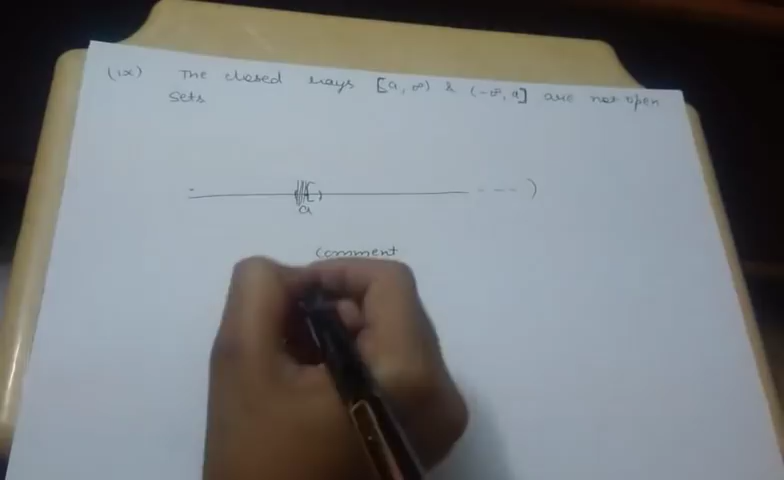 (ix) The closed rays [a, ∞) & (-∞, a] are not open
sets
[ )
a
comment